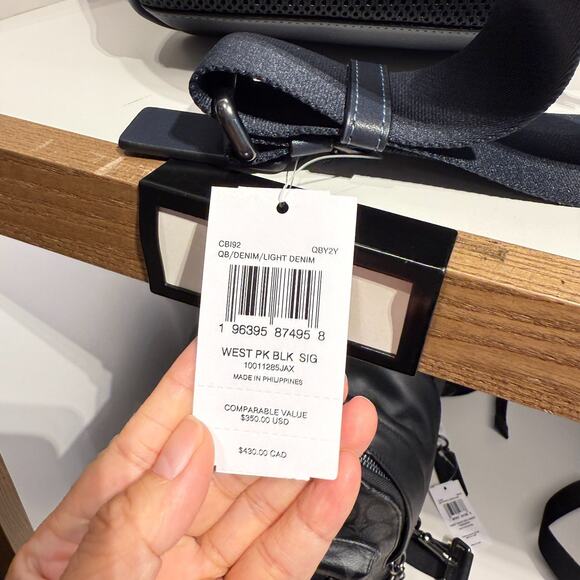 CBI92 QBY2Y
QB/DENIM/LIGHT DENIM
1 96395 87495 8
WEST PK BLK SIG
10011285JAX
MADE IN PHILIPPINES
COMPARABLE VALUE
$350.00 USD
$430.00 CAD